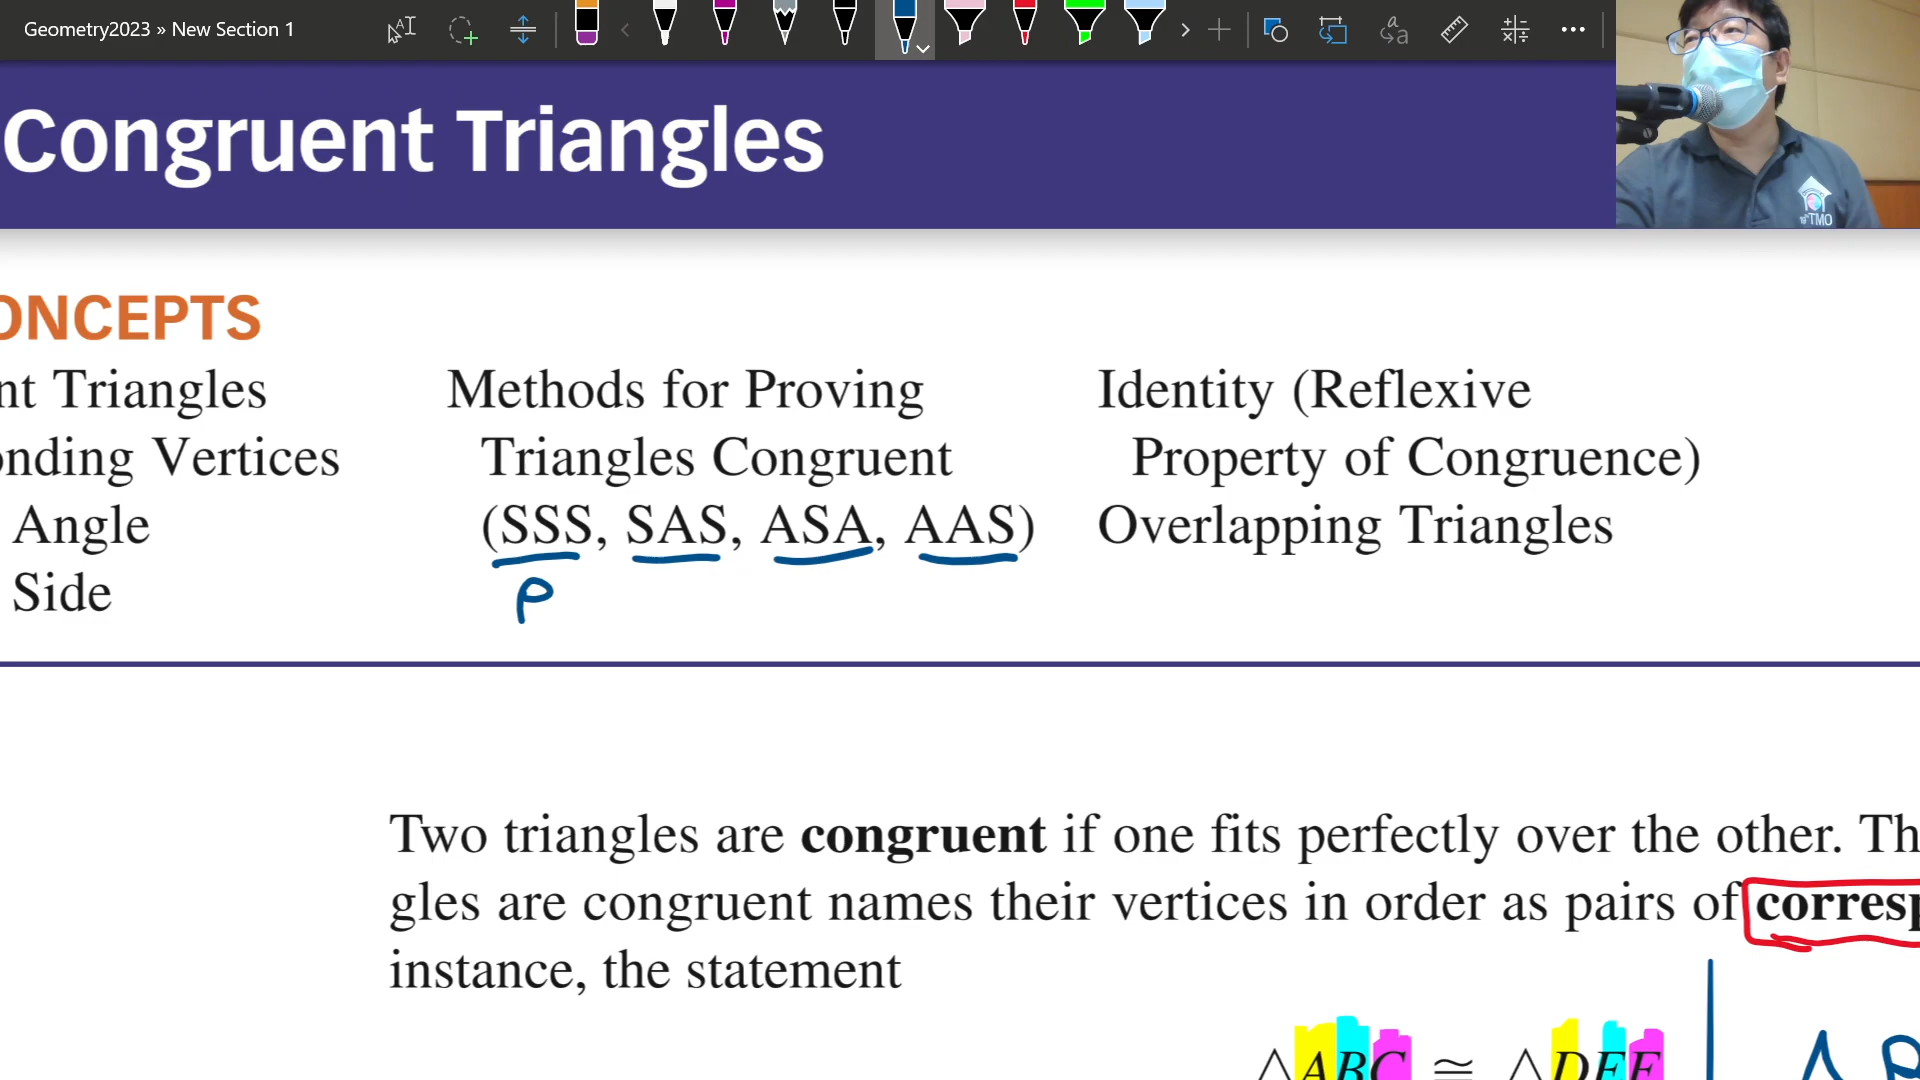 Geometry2023 » New Section 1
Congruent Triangles
ONCEPTS
nt Triangles
onding Vertices
Angle
Side
Methods for Proving
Triangles Congruent
(SSS, SAS, ASA, AAS)
P
Identity (Reflexive
Property of Congruence)
Overlapping Triangles
TMO
Two triangles are congruent if one fits perfectly over the other. Th
gles are congruent names their vertices in order as pairs of corresp
instance, the statement
△ABC ≅ △DEF